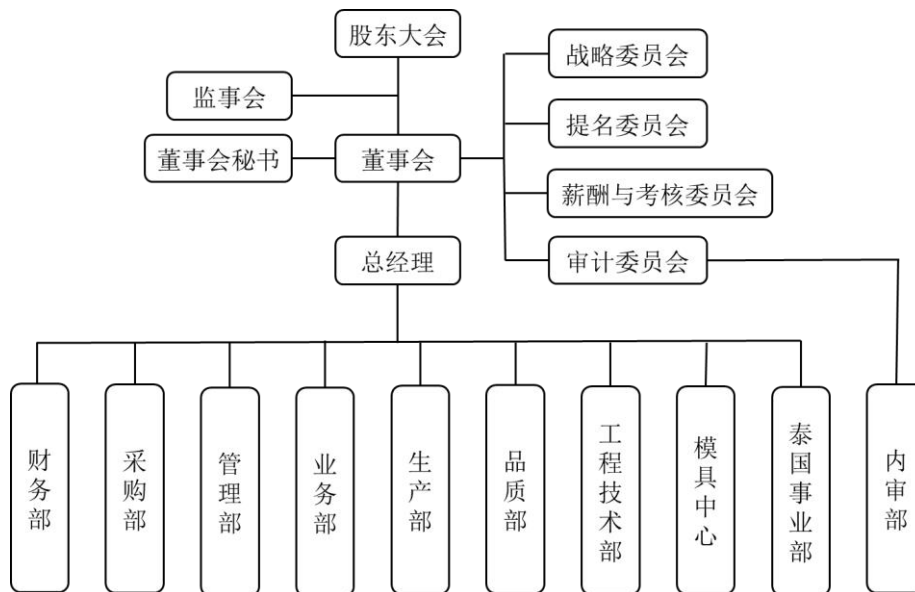 股东大会
战略委员会
监事会
提名委员会
董事会秘书
董事会
薪酬与考核委员会
总经理
审计委员会
财务部
采购部
管理部
业务部
生产部
品质部
工程技术部
模具中心
泰国事业部
内审部